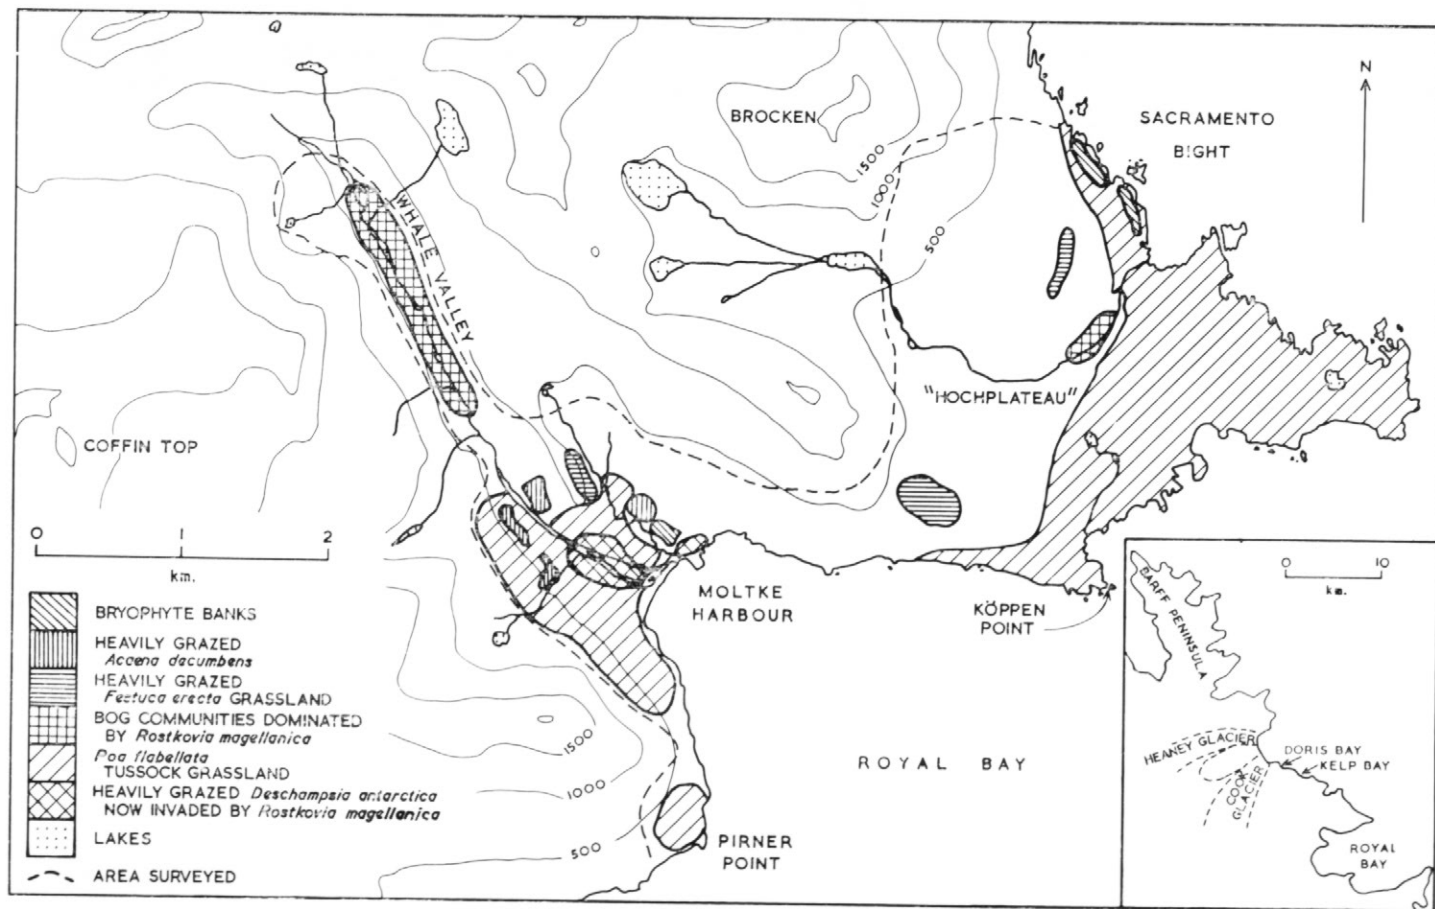 N
BROCKEN
SACRAMENTO
BIGHT
1500
1000
500
WHALE VALLEY
"HOCHPLATEAU"
COFFIN TOP
0 1 2
km.
MOLTKE
HARBOUR
KÖPPEN
POINT
BRYOPHYTE BANKS
HEAVILY GRAZED
Acaena decumbens
HEAVILY GRAZED
Festuca erecta GRASSLAND
BOG COMMUNITIES DOMINATED
BY Rostkovia magellanica
Poa flabellata
TUSSOCK GRASSLAND
HEAVILY GRAZED Deschampsia antarctica
NOW INVADED BY Rostkovia magellanica
LAKES
AREA SURVEYED
1500
1000
500
ROYAL BAY
PIRNER
POINT
0 10
km.
BARFF PENINSULA
HEANEY GLACIER
COOK
GLACIER
DORIS BAY
KELP BAY
ROYAL
BAY